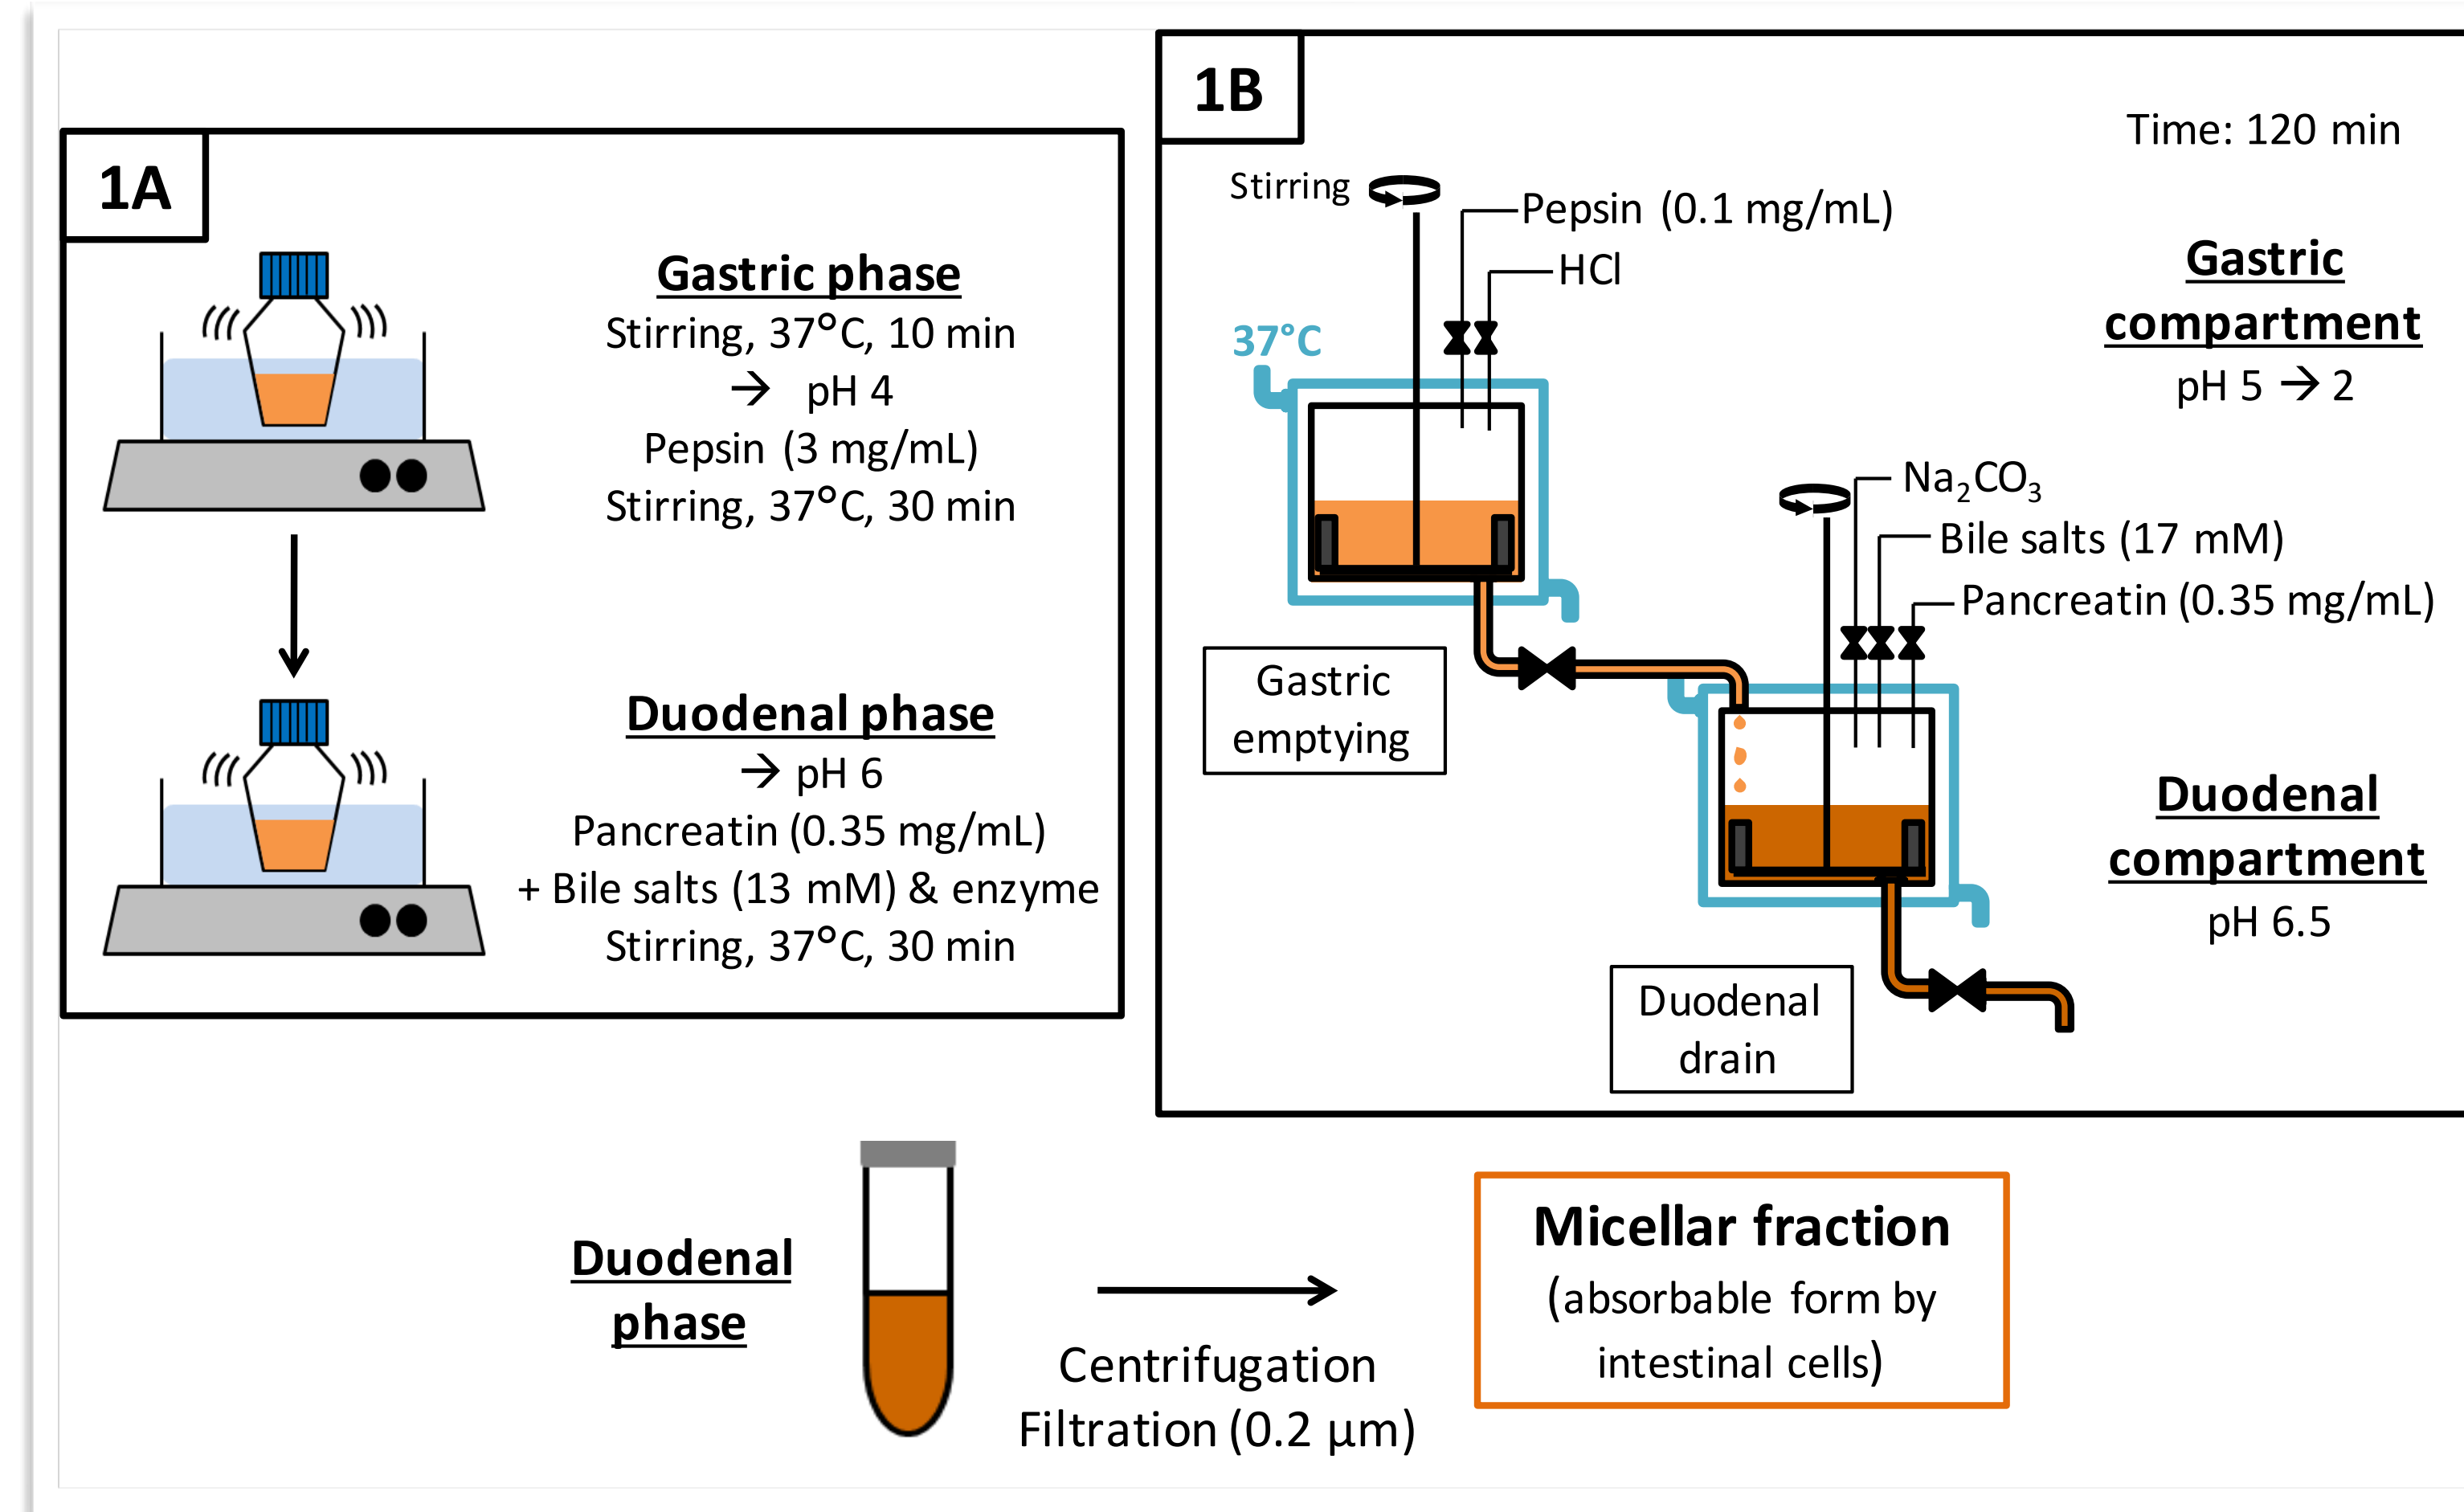 1A
Gastric phase
Stirring, 37°C, 10 min
→ pH 4
Pepsin (3 mg/mL)
Stirring, 37°C, 30 min
Duodenal phase
→ pH 6
Pancreatin (0.35 mg/mL)
+ Bile salts (13 mM) & enzyme
Stirring, 37°C, 30 min
1B
Time: 120 min
Stirring
Pepsin (0.1 mg/mL)
HCl
37°C
Gastric
compartment
pH 5 → 2
Na₂CO₃
Bile salts (17 mM)
Pancreatin (0.35 mg/mL)
Gastric
emptying
Duodenal
compartment
pH 6.5
Duodenal
drain
Duodenal
phase
Centrifugation
Filtration (0.2 µm)
Micellar fraction
(absorbable form by
intestinal cells)